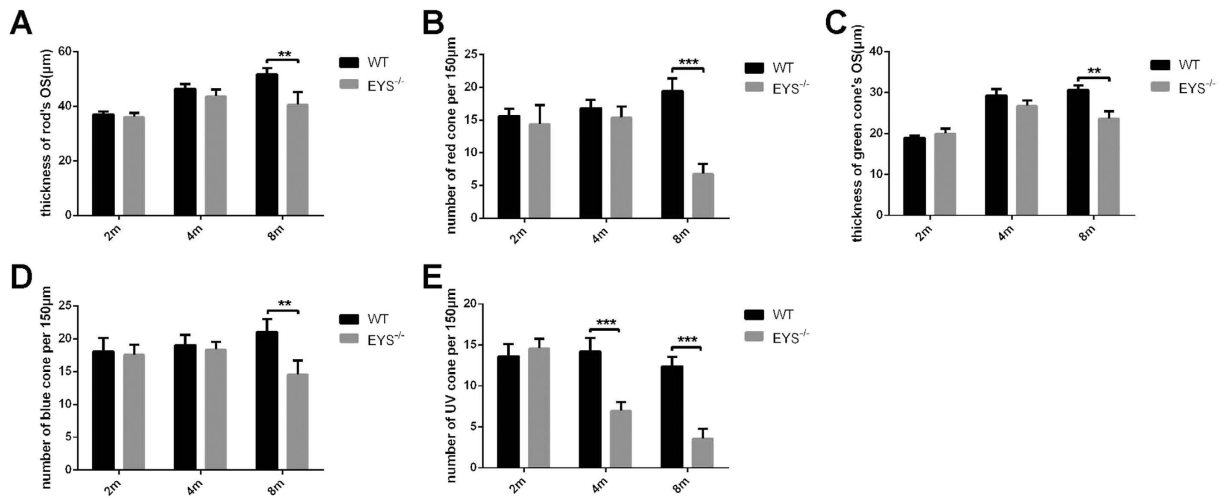 A
thickness of rod's OS(μm)
60
40
20
0
**
WT
EYS-/-
2m
4m
8m
B
number of red cone per 150μm
25
20
15
10
5
0
***
WT
EYS-/-
2m
4m
8m
C
thickness of green cone's OS(μm)
40
30
20
10
0
**
WT
EYS-/-
2m
4m
8m
D
number of blue cone per 150μm
25
20
15
10
5
0
**
WT
EYS-/-
2m
4m
8m
E
number of UV cone per 150μm
20
15
10
5
0
***
***
WT
EYS-/-
2m
4m
8m